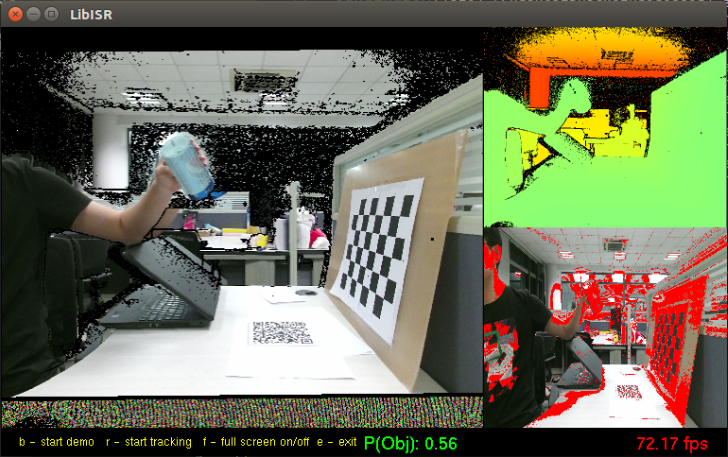 LibISR
b - start demo r - start tracking f - full screen on/off e - exit P(Obj): 0.56 72.17 fps